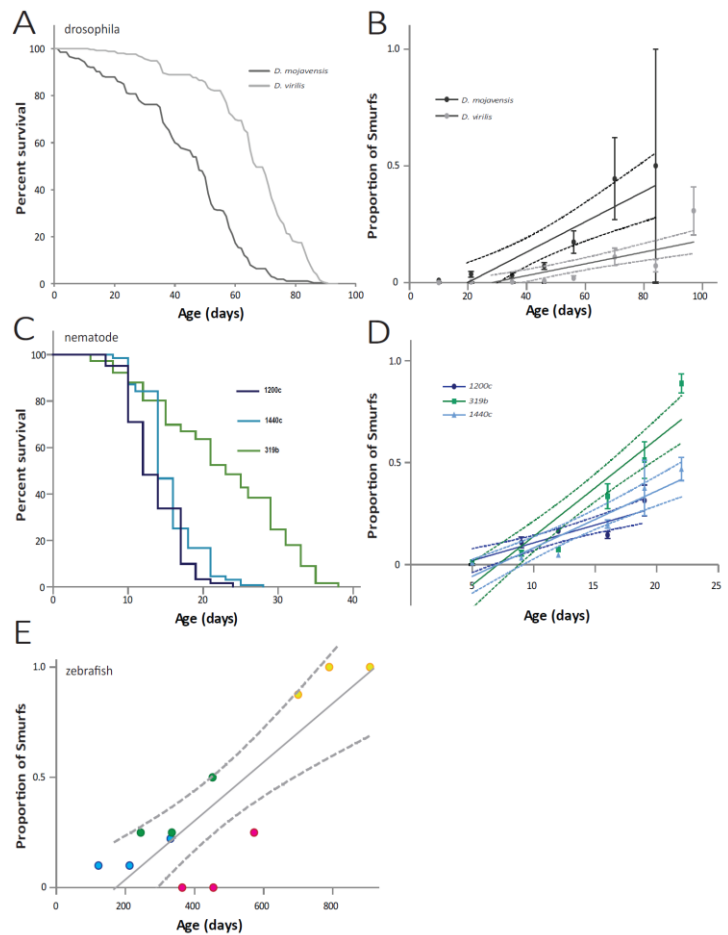 A
drosophila
100
80
60
40
20
0
Percent survival
D. mojavensis
D. virilis
0
20
40
60
80
100
Age (days)
B
1.0
0.5
0
Proportion of Smurfs
D. mojavensis
D. virilis
0
20
40
60
80
100
Age (days)
C
nematode
100
80
60
40
20
0
Percent survival
1200c
1440c
319b
0
10
20
30
40
Age (days)
D
1.0
0.5
0
Proportion of Smurfs
1200c
319b
1440c
5
10
15
20
25
Age (days)
E
zebrafish
1.0
0.5
0
Proportion of Smurfs
0
200
400
600
800
Age (days)